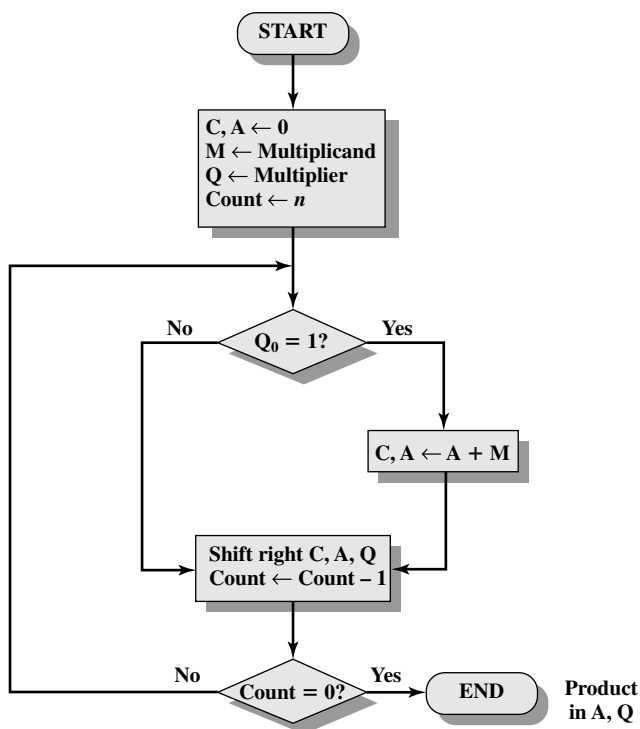 START
C, A ← 0
M ← Multiplicand
Q ← Multiplier
Count ← n
No
Q₀ = 1?
Yes
C, A ← A + M
Shift right C, A, Q
Count ← Count – 1
No
Count = 0?
Yes
END
Product
in A, Q